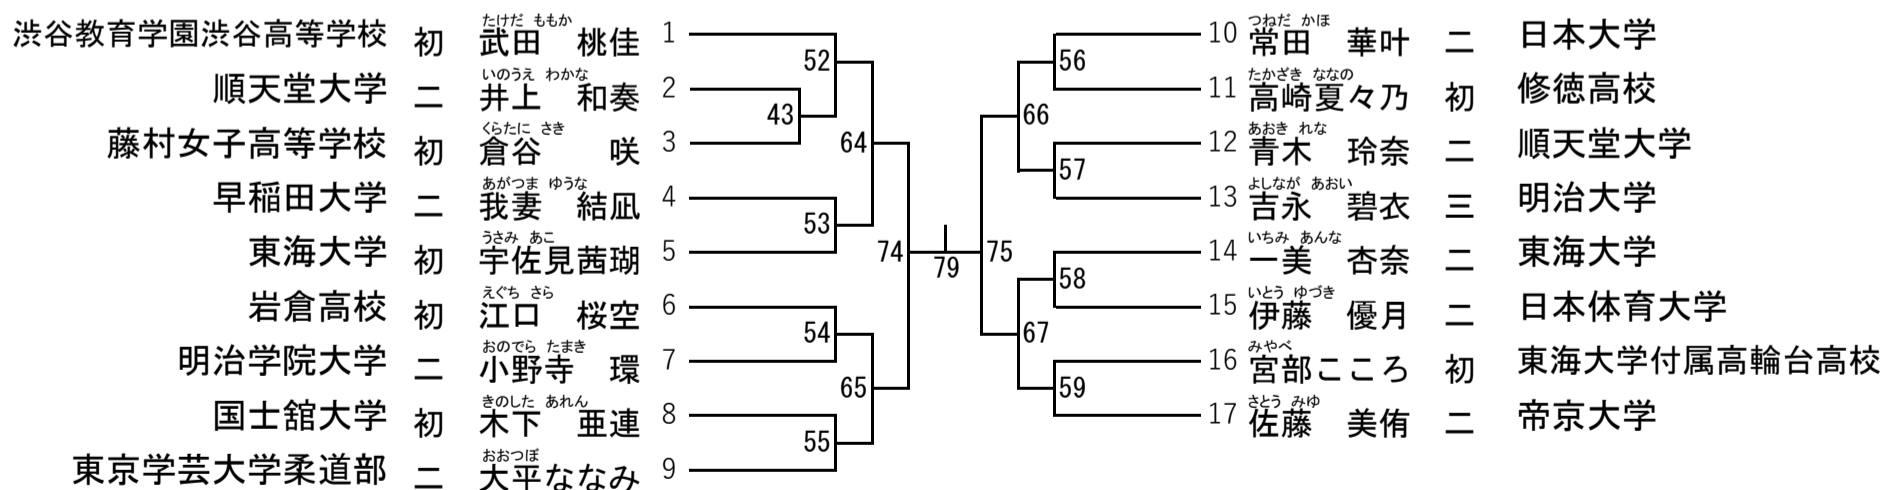 渋谷教育学園渋谷高等学校 初 武田 桃佳 たけだ ももか 1
順天堂大学 二 井上 和奏 いのうえ わかな 2
藤村女子高等学校 初 倉谷 咲 くらたに さき 3
早稲田大学 二 我妻 結凪 あがつま ゆうな 4
東海大学 初 宇佐見茜瑚 うさみ あこ 5
岩倉高校 初 江口 桜空 えぐち さら 6
明治学院大学 二 小野寺 環 おのでら たまき 7
国士舘大学 初 木下 亜連 きのした あれん 8
東京学芸大学柔道部 二 大平ななみ おおつぼ 9
52
43
64
53
74
54
65
55
79
75
56
66
57
58
67
59
10 常田 華叶 つねだ かほ 二 日本大学
11 高崎夏々乃 たかざき ななの 初 修徳高校
12 青木 玲奈 あおき れな 二 順天堂大学
13 吉永 碧衣 よしなが あおい 三 明治大学
14 一美 杏奈 いちみ あんな 二 東海大学
15 伊藤 優月 いとう ゆづき 二 日本体育大学
16 宮部こころ みやべ 初 東海大学付属高輪台高校
17 佐藤 美侑 さとう みゆ 二 帝京大学